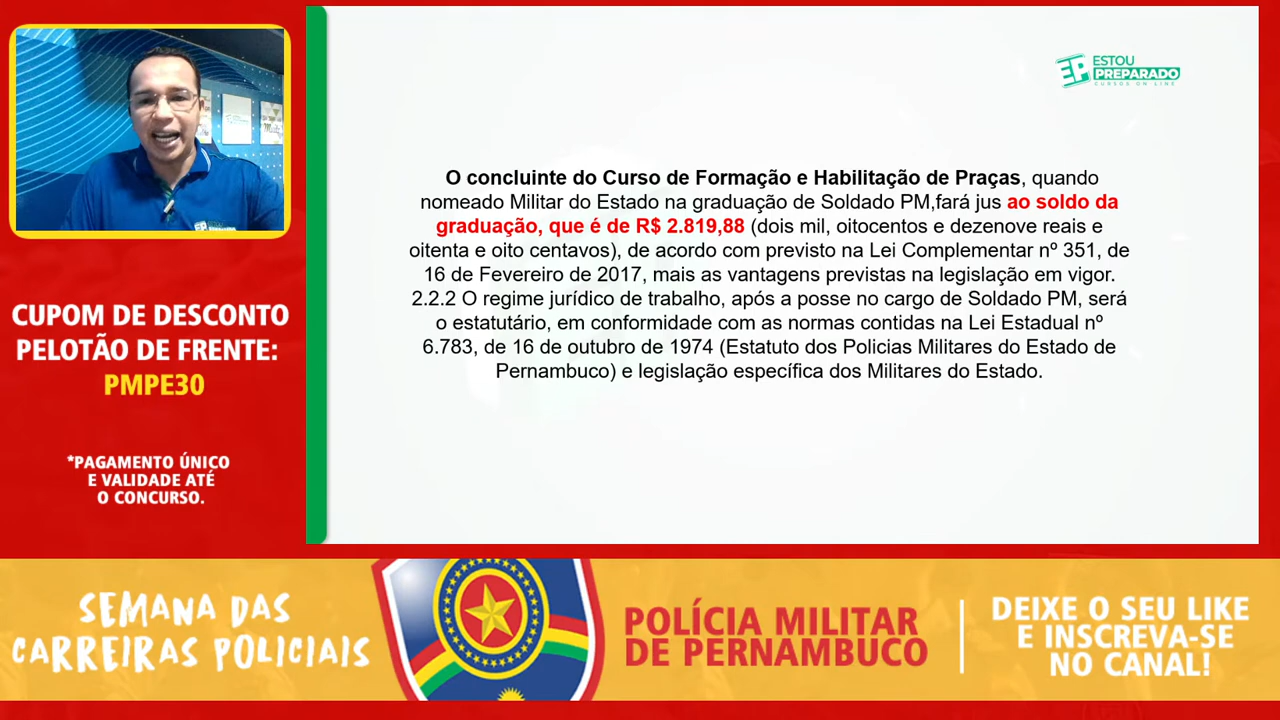 CUPOM DE DESCONTO
PELOTÃO DE FRENTE:
PMPE30
*PAGAMENTO ÚNICO
E VALIDADE ATÉ
O CONCURSO.
EP ESTOU
PREPARADO
CURSOS ON LINE
O concluinte do Curso de Formação e Habilitação de Praças, quando
nomeado Militar do Estado na graduação de Soldado PM,fará jus ao soldo da
graduação, que é de R$ 2.819,88 (dois mil, oitocentos e dezenove reais e
oitenta e oito centavos), de acordo com previsto na Lei Complementar nº 351, de
16 de Fevereiro de 2017, mais as vantagens previstas na legislação em vigor.
2.2.2 O regime jurídico de trabalho, após a posse no cargo de Soldado PM, será
o estatutário, em conformidade com as normas contidas na Lei Estadual nº
6.783, de 16 de outubro de 1974 (Estatuto dos Policias Militares do Estado de
Pernambuco) e legislação específica dos Militares do Estado.
SEMANA DAS
CARREIRAS POLICIAIS
POLÍCIA MILITAR
DE PERNAMBUCO
DEIXE O SEU LIKE
E INSCREVA-SE
NO CANAL!